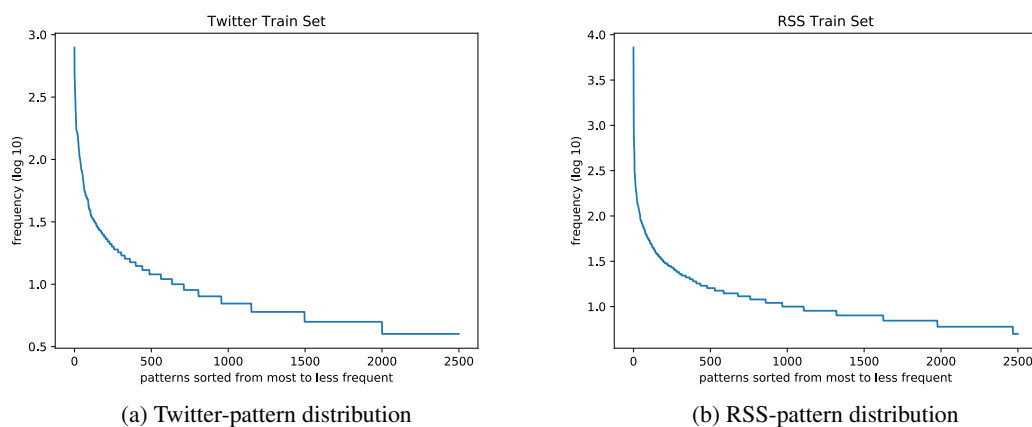 Twitter Train Set
3.0
2.5
2.0
1.5
1.0
0.5
frequency (log 10)
0 500 1000 1500 2000 2500
patterns sorted from most to less frequent
(a) Twitter-pattern distribution
RSS Train Set
4.0
3.5
3.0
2.5
2.0
1.5
1.0
frequency (log 10)
0 500 1000 1500 2000 2500
patterns sorted from most to less frequent
(b) RSS-pattern distribution